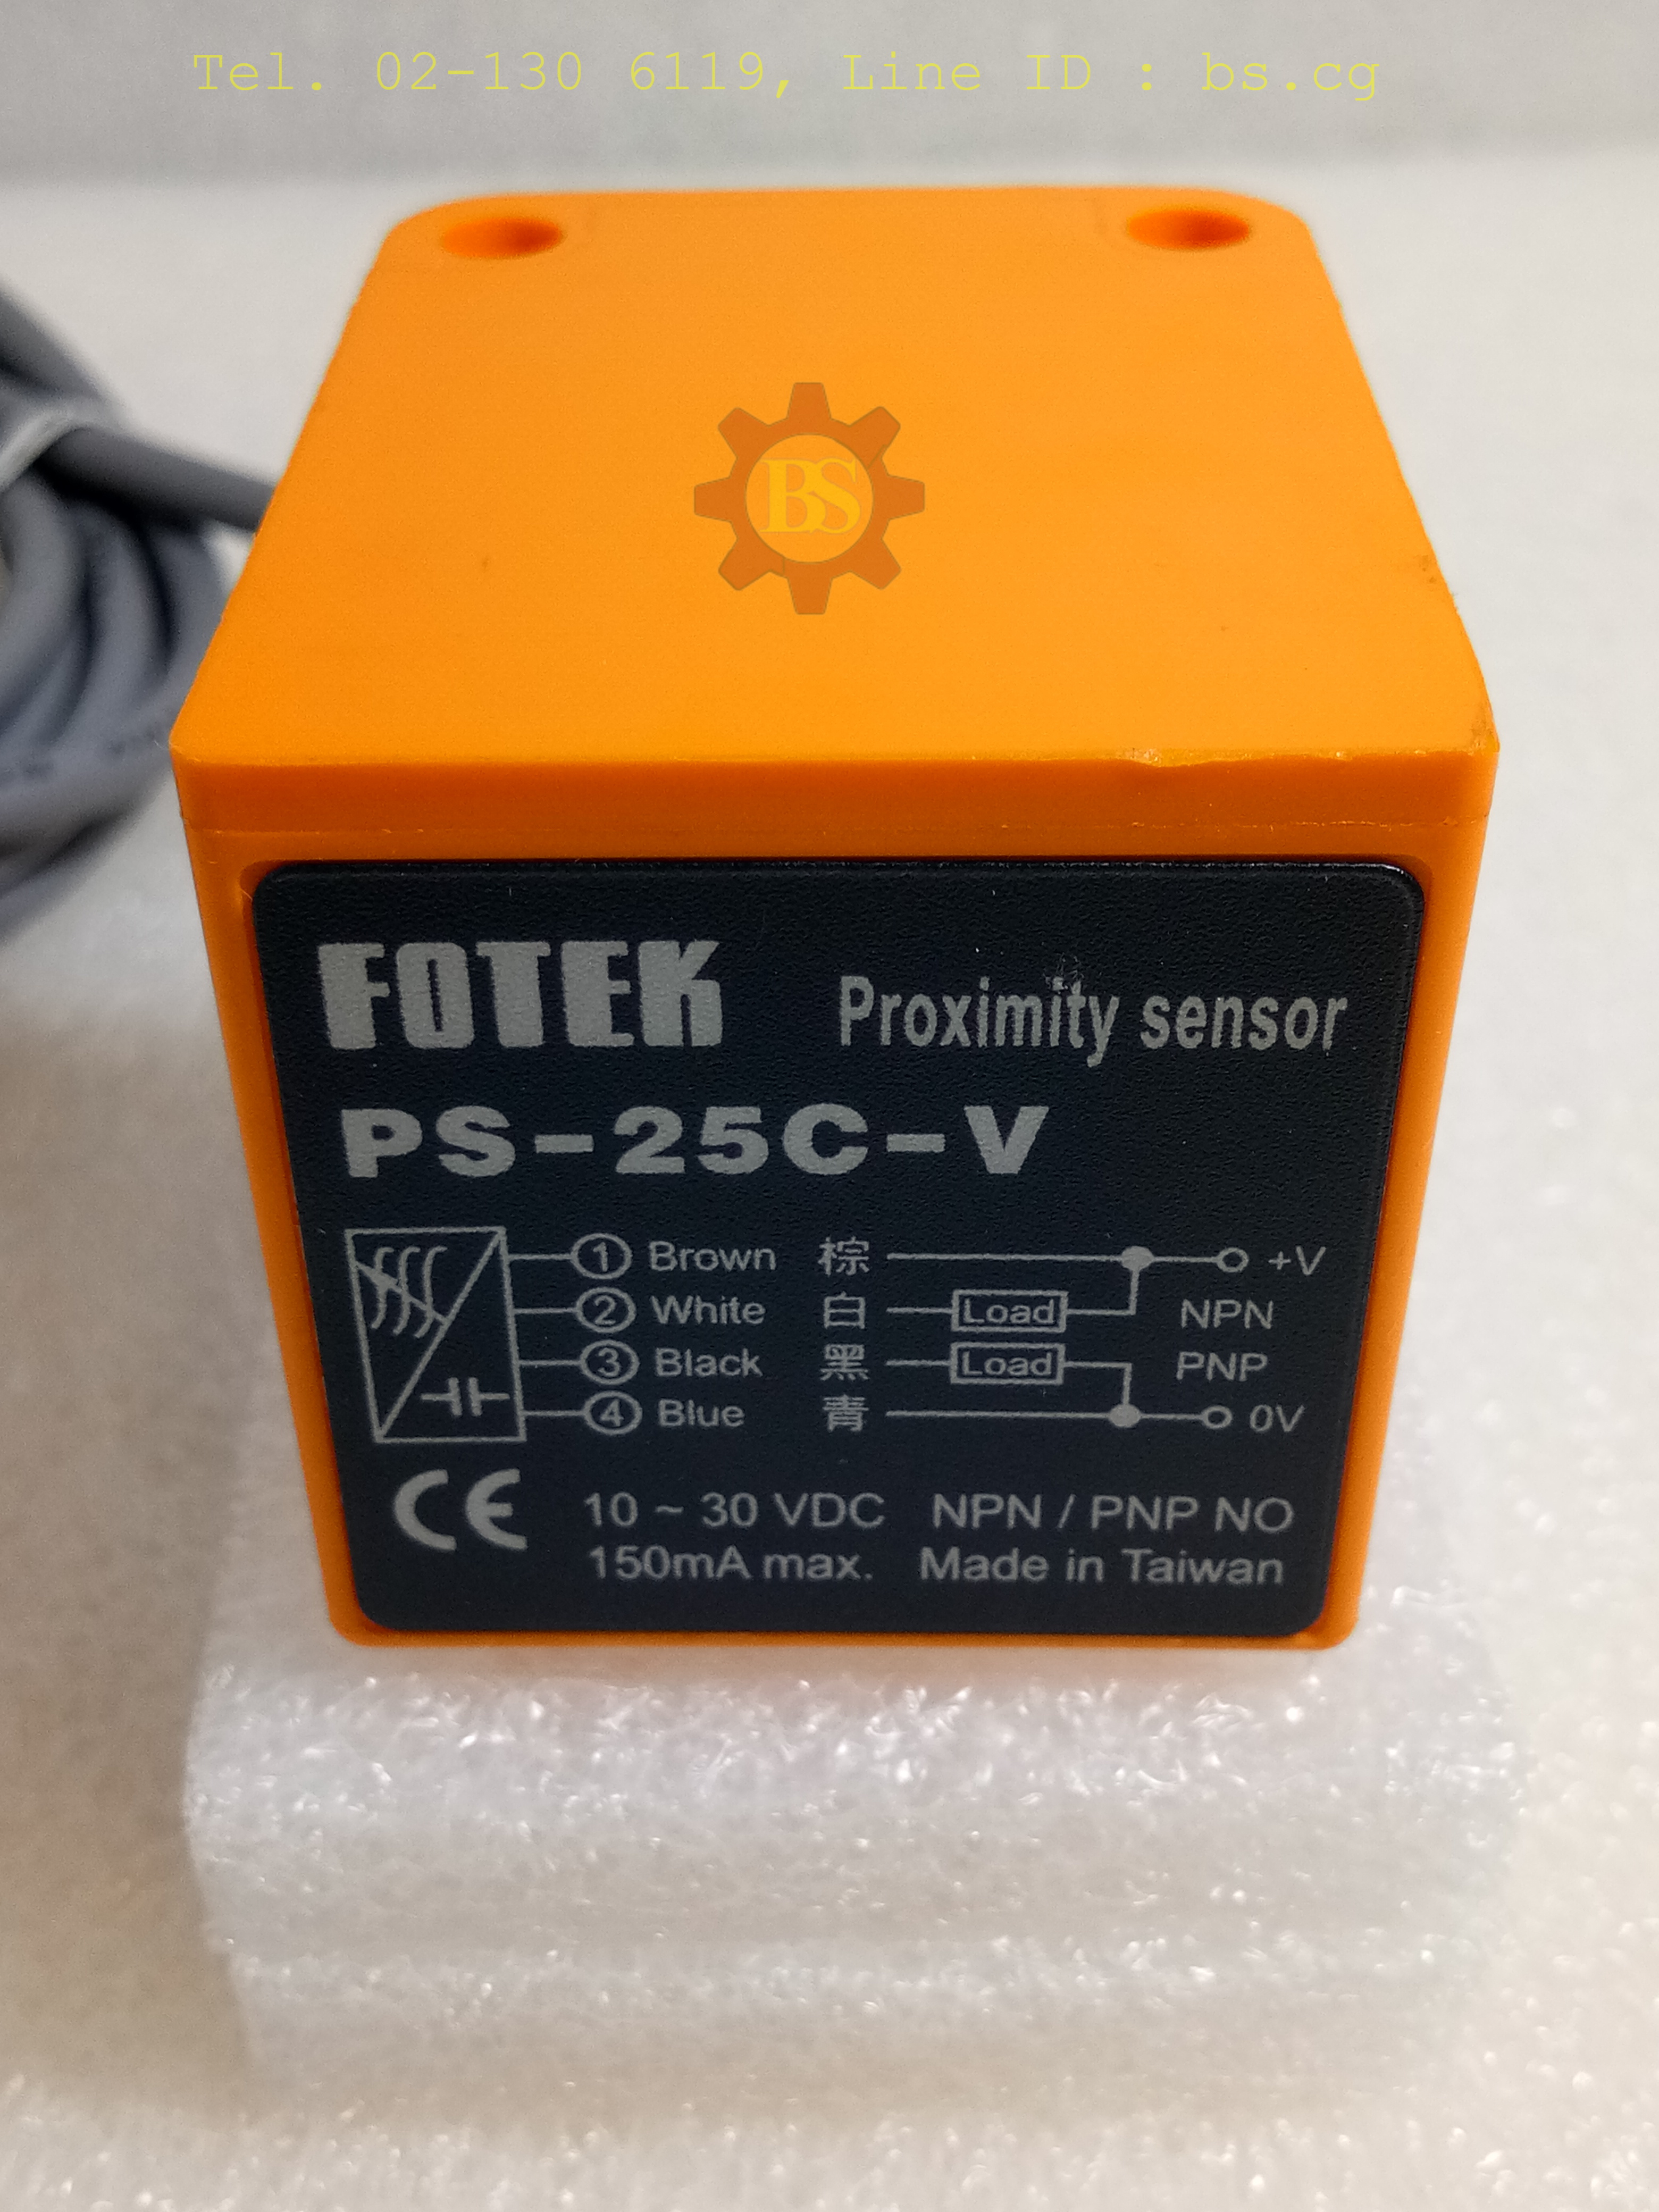 Tel. 02-130 6119, Line ID : bs.cg
BS
FOTEK Proximity sensor
PS-25C-V
1 Brown 棕 +V
2 White 白 Load NPN
3 Black 黑 Load PNP
4 Blue 青 0V
CE 10 ~ 30 VDC NPN / PNP NO
150mA max. Made in Taiwan